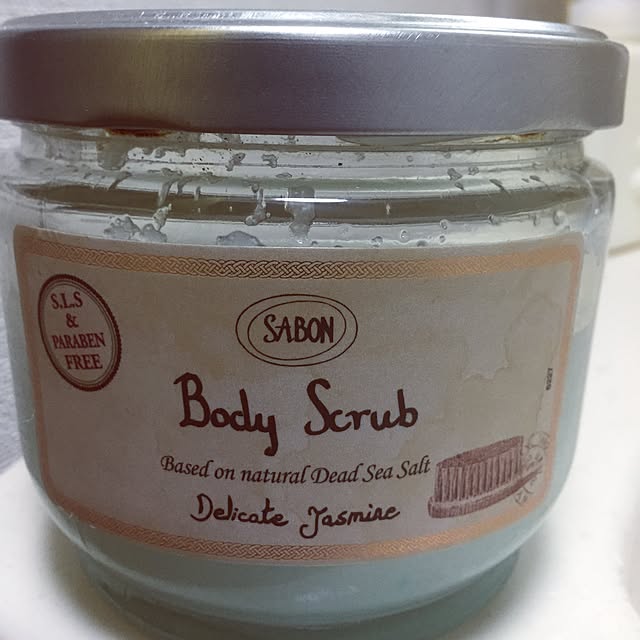 SABON
S.L.S
&
PARABEN
FREE
Body Scrub
Based on natural Dead Sea Salt
Delicate Jasmine